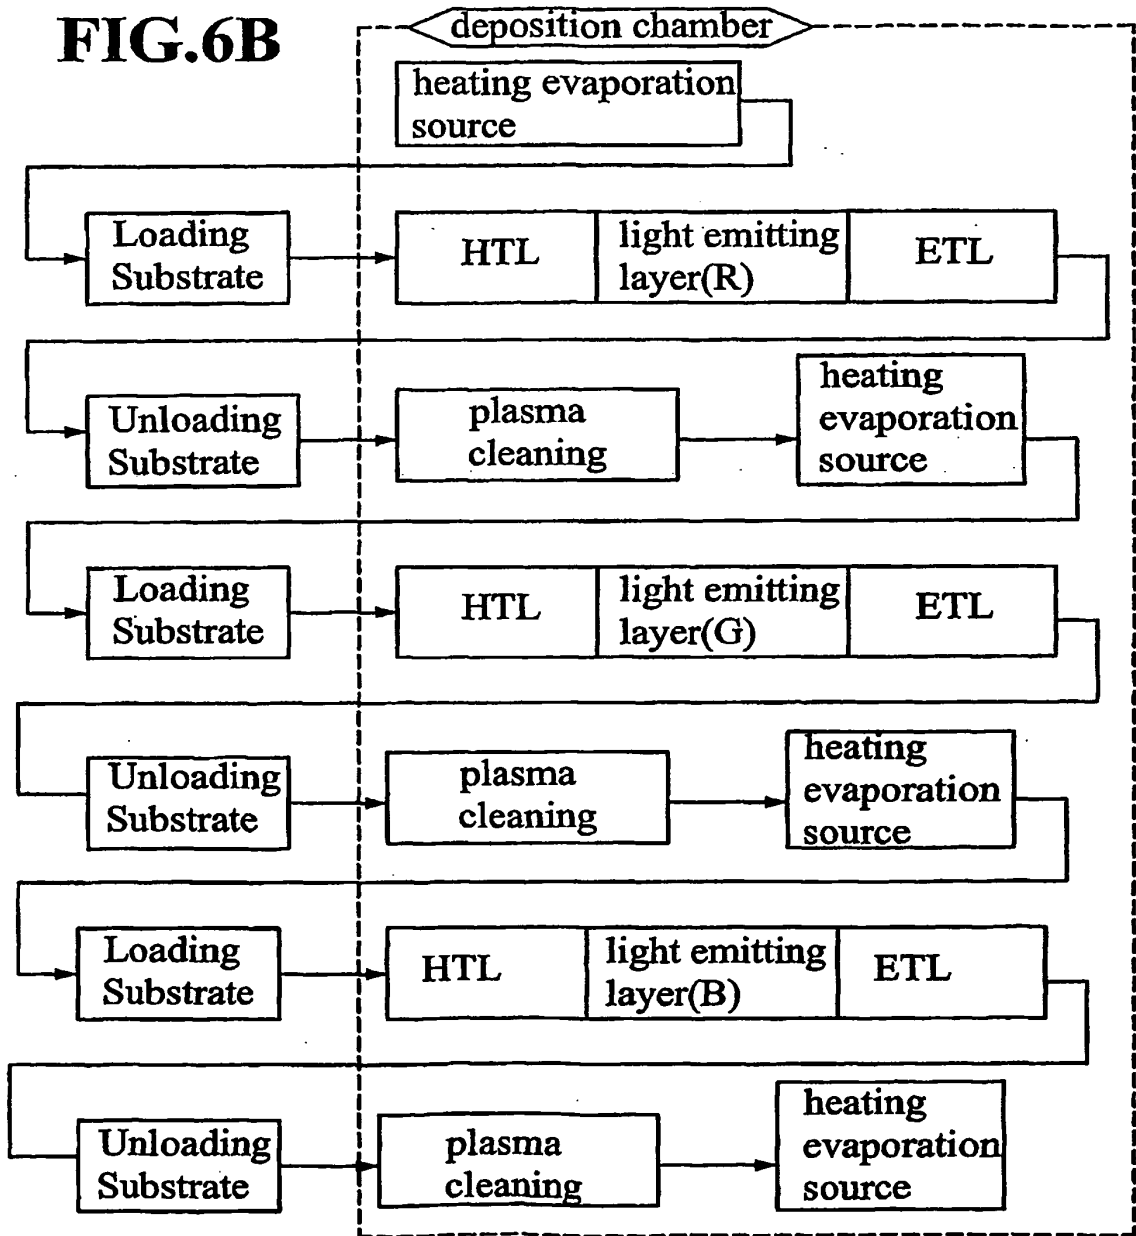 FIG.6B
deposition chamber
heating evaporation
source
Loading
Substrate
HTL
light emitting
layer(R)
ETL
Unloading
Substrate
plasma
cleaning
heating
evaporation
source
Loading
Substrate
HTL
light emitting
layer(G)
ETL
Unloading
Substrate
plasma
cleaning
heating
evaporation
source
Loading
Substrate
HTL
light emitting
layer(B)
ETL
Unloading
Substrate
plasma
cleaning
heating
evaporation
source